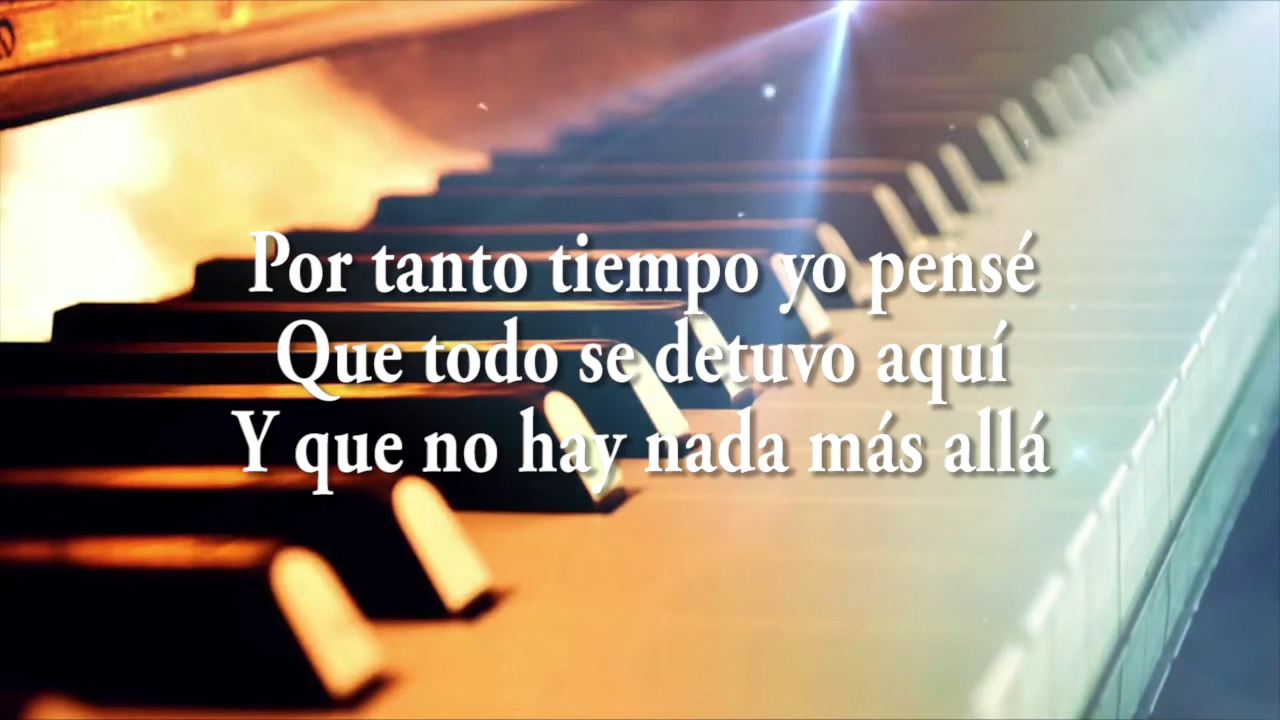 Por tanto tiempo yo pensé
Que todo se detuvo aquí
Y que no hay nada más allá